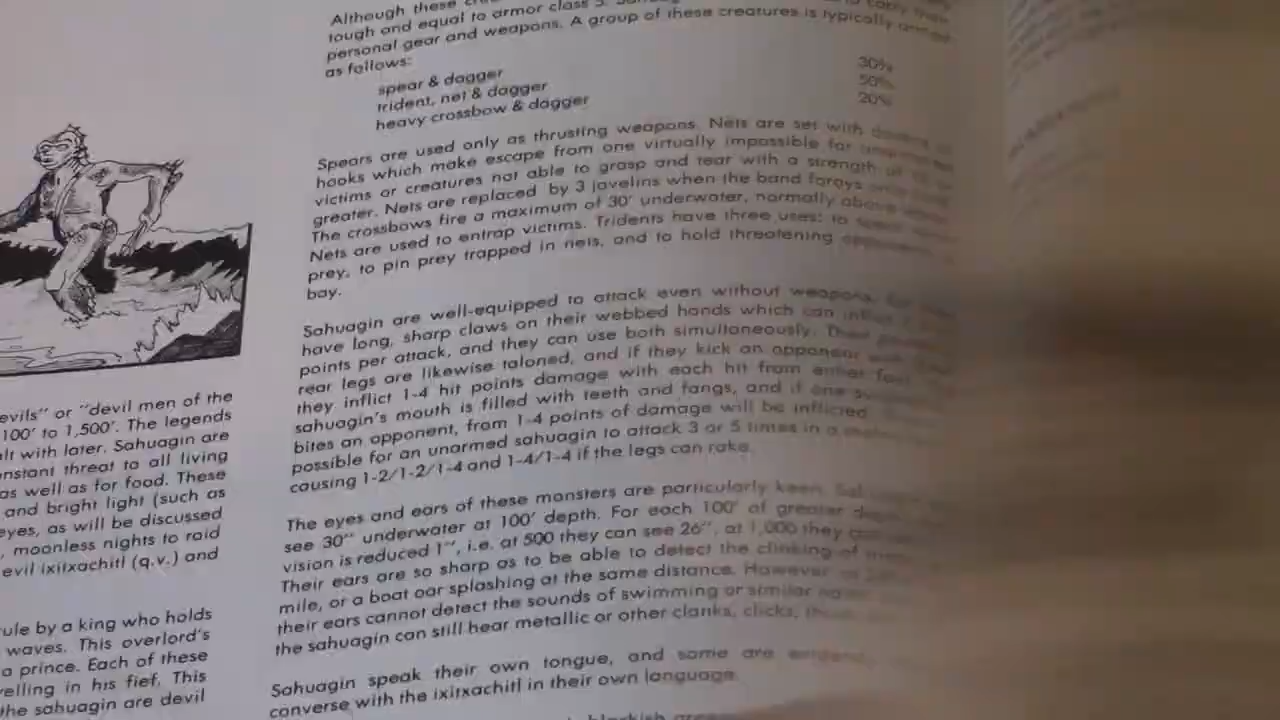 evils" or "devil men of the
100' to 1,500'. The legends
alt with later. Sahuagin are
onstant threat to all living
as well as for food. These
and bright light (such as
eyes, as will be discussed
, moonless nights to raid
evil ixitxachitl (q.v.) and
rule by a king who holds
waves. This overlord's
a prince. Each of these
velling in his fief. This
the sahuagin are devil
Although these
tough and equal to armor class 5.
personal gear and weapons. A group of these creatures is typically armed
as follows:
spear & dagger 30%
trident, net & dagger 50%
heavy crossbow & dagger 20%
Spears are used only as thrusting weapons. Nets are set with
hooks which make escape from one virtually impossible for
victims or creatures not able to grasp and tear with a strength of
greater. Nets are replaced by 3 javelins when the band forays
The crossbows fire a maximum of 30' underwater, normally above
Nets are used to entrap victims. Tridents have three uses: to
prey, to pin prey trapped in nets, and to hold threatening opponents
bay.
Sahuagin are well-equipped to attack even without weapons, for
have long, sharp claws on their webbed hands which can inflict
points per attack, and they can use both simultaneously. Their
rear legs are likewise taloned, and if they kick an opponent with
they inflict 1-4 hit points damage with each hit from either foot.
sahuagin's mouth is filled with teeth and fangs, and if one
bites an opponent, from 1-4 points of damage will be inflicted.
possible for an unarmed sahuagin to attack 3 or 5 times in a
causing 1-2/1-2/1-4 and 1-4/1-4 if the legs can rake.
The eyes and ears of these monsters are particularly keen.
see 30" underwater at 100' depth. For each 100' of greater
vision is reduced 1", i.e. at 500 they can see 26", at 1,000 they
Their ears are so sharp as to be able to detect the clinking of
mile, or a boat oar splashing at the same distance. However,
their ears cannot detect the sounds of swimming or similar
the sahuagin can still hear metallic or other clanks, clicks,
Sahuagin speak their own tongue, and some are
converse with the ixitxachitl in their own language.
blackish